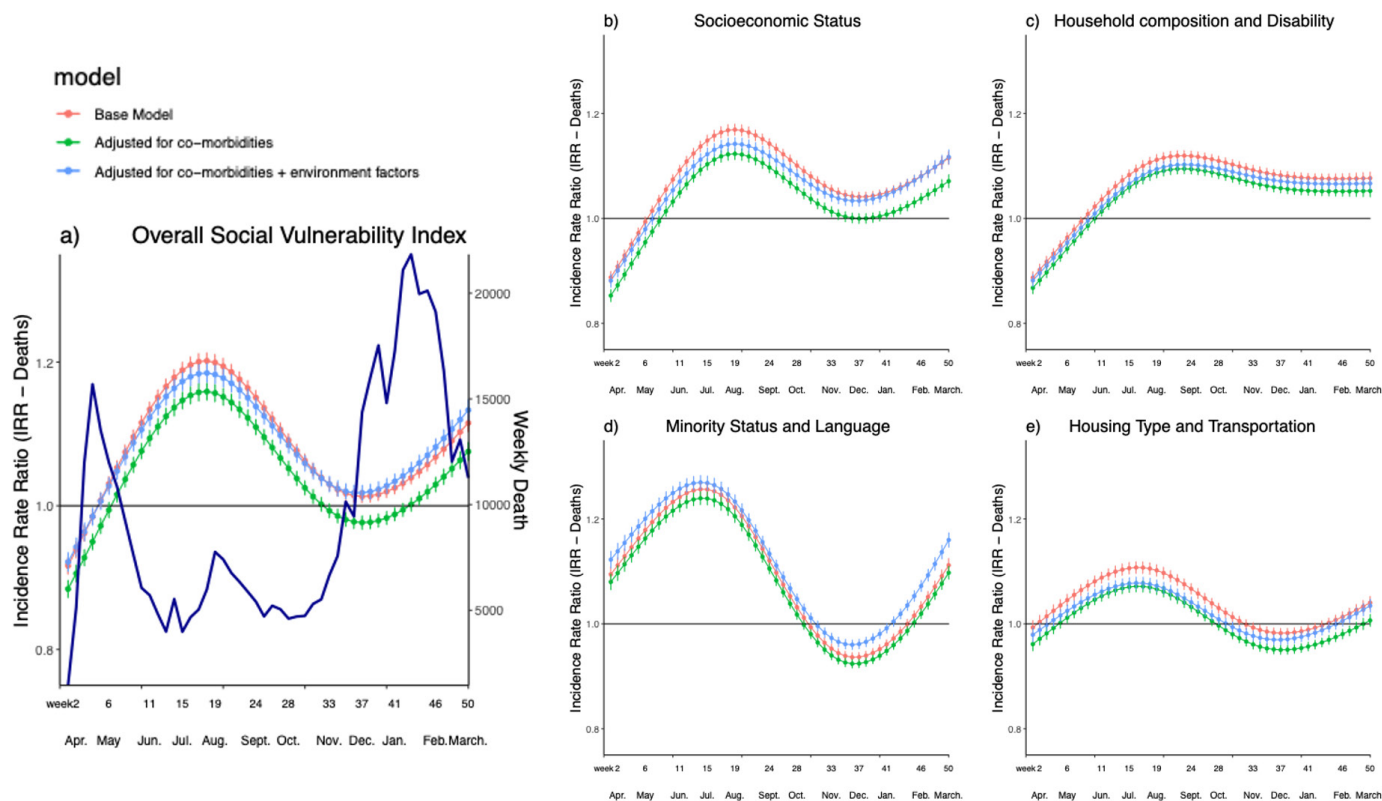 model
Base Model
Adjusted for co-morbidities
Adjusted for co-morbidities + environment factors
a) Overall Social Vulnerability Index
Incidence Rate Ratio (IRR - Deaths)
1.2
1.0
0.8
20000
15000
10000
5000
Weekly Death
week2 6 11 15 19 24 28 33 37 41 46 50
Apr. May Jun. Jul. Aug. Sept. Oct. Nov. Dec. Jan. Feb. March.
b) Socioeconomic Status
Incidence Rate Ratio (IRR - Deaths)
1.2
1.0
0.8
week 2 6 11 15 19 24 28 33 37 41 46 50
Apr. May Jun. Jul. Aug. Sept. Oct. Nov. Dec. Jan. Feb. March.
c) Household composition and Disability
Incidence Rate Ratio (IRR - Deaths)
1.2
1.0
0.8
week 2 6 11 15 19 24 28 33 37 41 46 50
Apr. May Jun. Jul. Aug. Sept. Oct. Nov. Dec. Jan. Feb. March
d) Minority Status and Language
Incidence Rate Ratio (IRR - Deaths)
1.2
1.0
0.8
week 2 6 11 15 19 24 28 33 37 41 46 50
Apr. May Jun. Jul. Aug. Sept. Oct. Nov. Dec. Jan. Feb. March.
e) Housing Type and Transportation
Incidence Rate Ratio (IRR - Deaths)
1.2
1.0
0.8
week 2 6 11 15 19 24 28 33 37 41 46 50
Apr. May Jun. Jul. Aug. Sept. Oct. Nov. Dec. Jan. Feb. March.